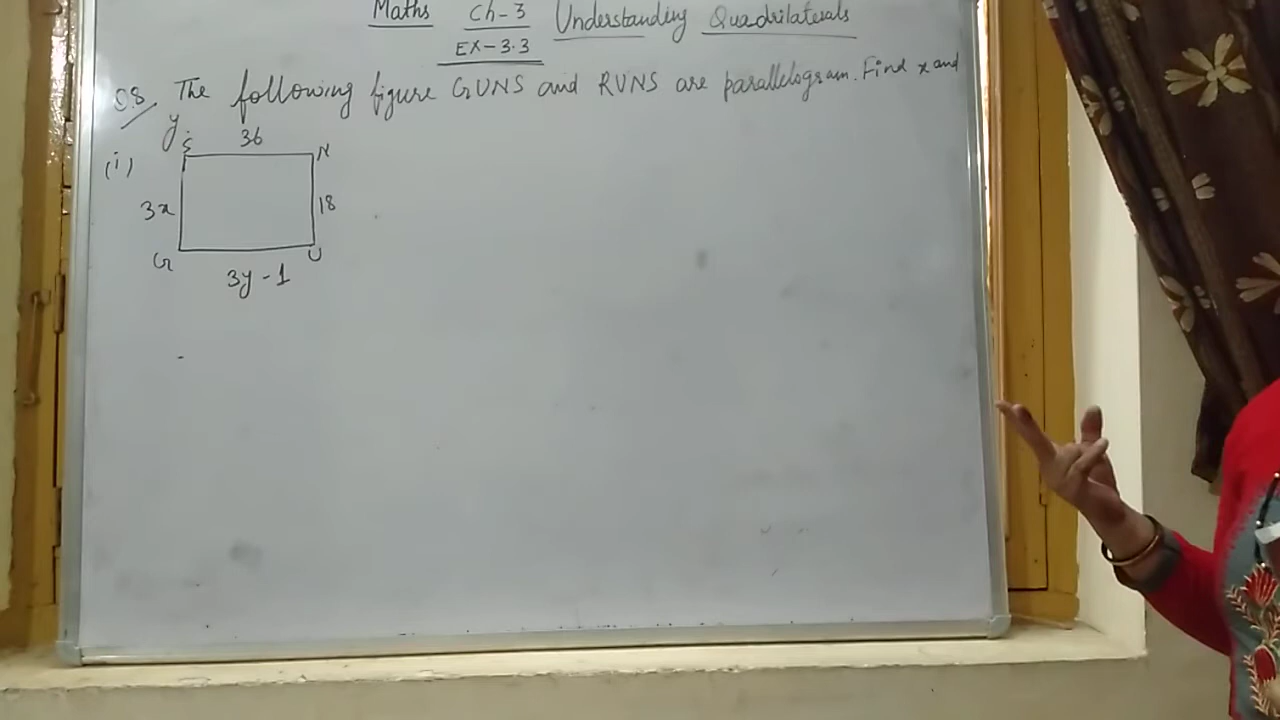 Maths Ch-3 Understanding Quadrilaterals
EX-3.3
Q8 The following figure GUNS and RUNS are parallelogram. Find x and
y.
(i)
36
S N
3x 18
G U
3y - 1